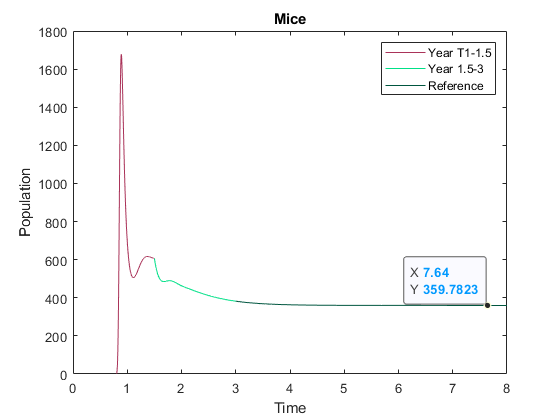 Mice
1800
1600
1400
1200
1000
800
600
400
200
0
Population
Year T1-1.5
Year 1.5-3
Reference
X 7.64
Y 359.7823
0 1 2 3 4 5 6 7 8
Time